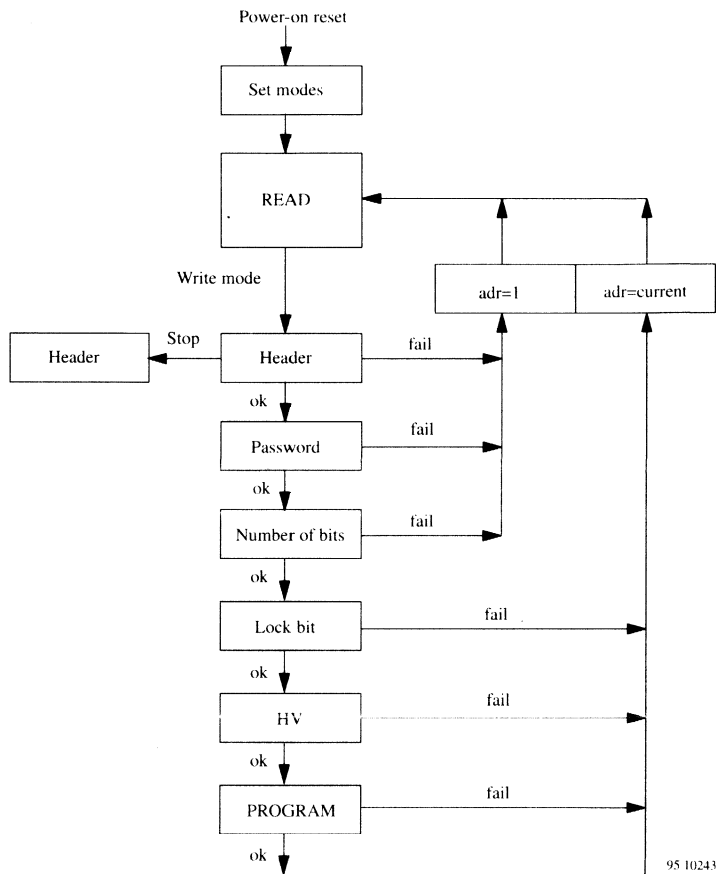 Power-on reset
Set modes
READ
Write mode
adr=1
adr=current
Header
Stop
Header
fail
ok
Password
fail
ok
Number of bits
fail
ok
Lock bit
fail
ok
HV
fail
ok
PROGRAM
fail
ok
95 10243